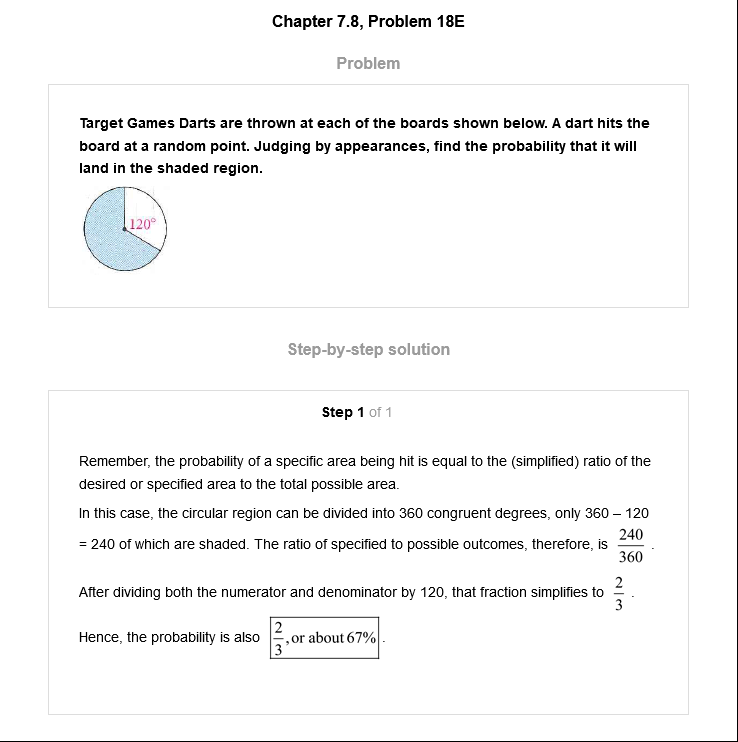 Chapter 7.8, Problem 18E
Problem
Target Games Darts are thrown at each of the boards shown below. A dart hits the
board at a random point. Judging by appearances, find the probability that it will
land in the shaded region.
120°
Step-by-step solution
Step 1 of 1
Remember, the probability of a specific area being hit is equal to the (simplified) ratio of the
desired or specified area to the total possible area.
In this case, the circular region can be divided into 360 congruent degrees, only 360 – 120
= 240 of which are shaded. The ratio of specified to possible outcomes, therefore, is 240/360 .
After dividing both the numerator and denominator by 120, that fraction simplifies to 2/3 .
Hence, the probability is also 2/3, or about 67% .